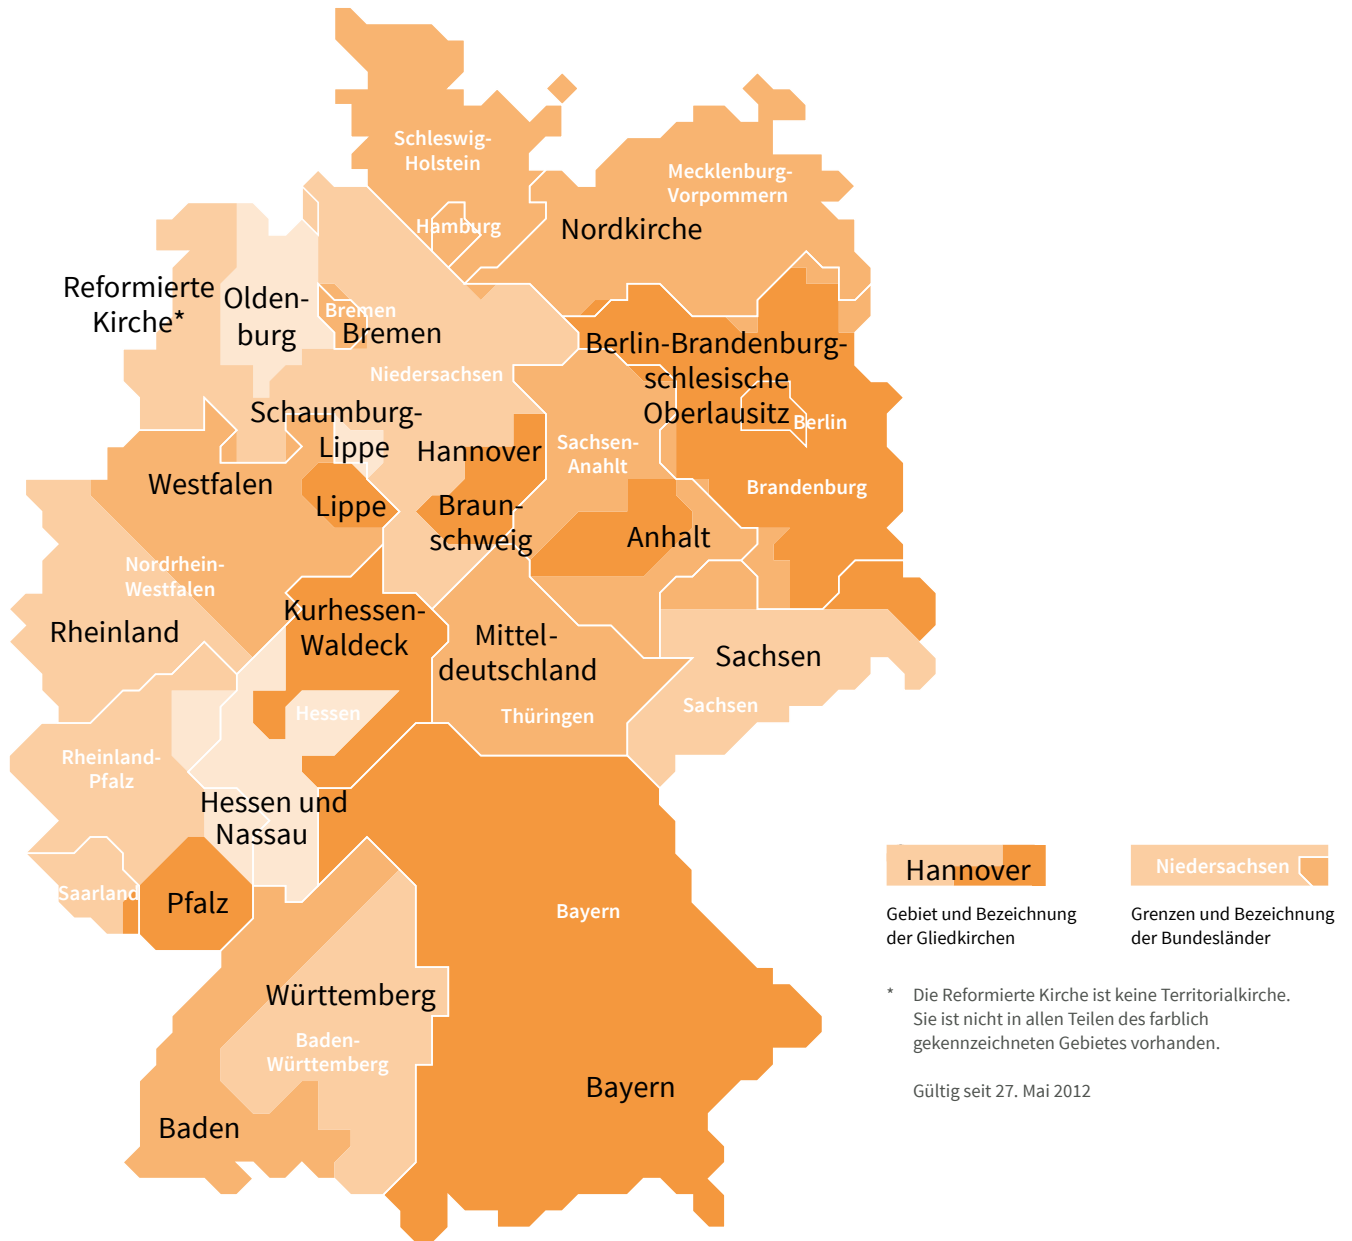 Schleswig-
Holstein
Mecklenburg-
Vorpommern
Hamburg
Nordkirche
Reformierte
Kirche*
Olden-
burg
Bremen
Bremen
Niedersachsen
Berlin-Brandenburg-
schlesische
Oberlausitz
Berlin
Schaumburg-
Lippe
Hannover
Sachsen-
Anahlt
Westfalen
Lippe
Braun-
schweig
Brandenburg
Anhalt
Nordrhein-
Westfalen
Rheinland
Kurhessen-
Waldeck
Mittel-
deutschland
Sachsen
Sachsen
Hessen
Thüringen
Rheinland-
Pfalz
Hessen und
Nassau
Saarland
Pfalz
Bayern
Württemberg
Baden-
Württemberg
Bayern
Baden
Hannover
Gebiet und Bezeichnung
der Gliedkirchen
Niedersachsen
Grenzen und Bezeichnung
der Bundesländer
* Die Reformierte Kirche ist keine Territorialkirche.
Sie ist nicht in allen Teilen des farblich
gekennzeichneten Gebietes vorhanden.
Gültig seit 27. Mai 2012